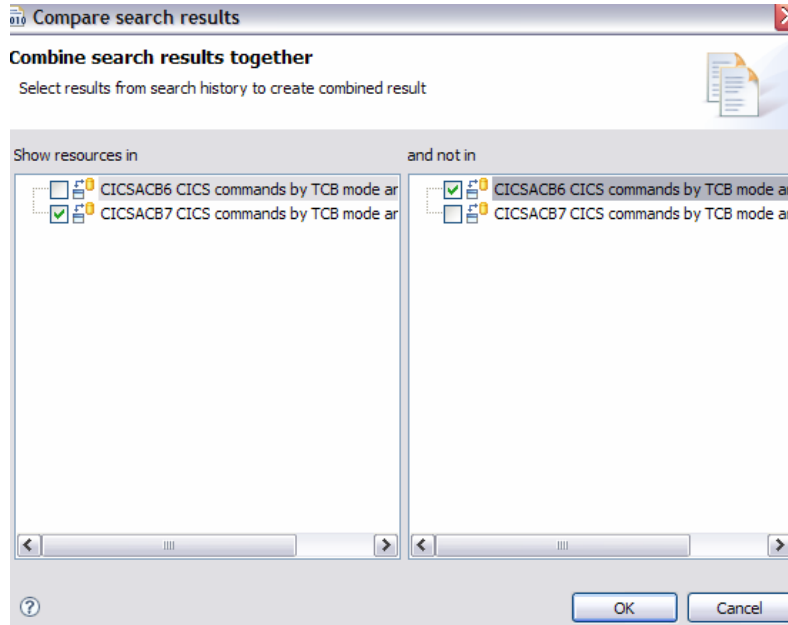 Compare search results
Combine search results together
Select results from search history to create combined result
Show resources in
and not in
CICSACB6 CICS commands by TCB mode ar
CICSACB7 CICS commands by TCB mode ar
CICSACB6 CICS commands by TCB mode a
CICSACB7 CICS commands by TCB mode a
OK
Cancel